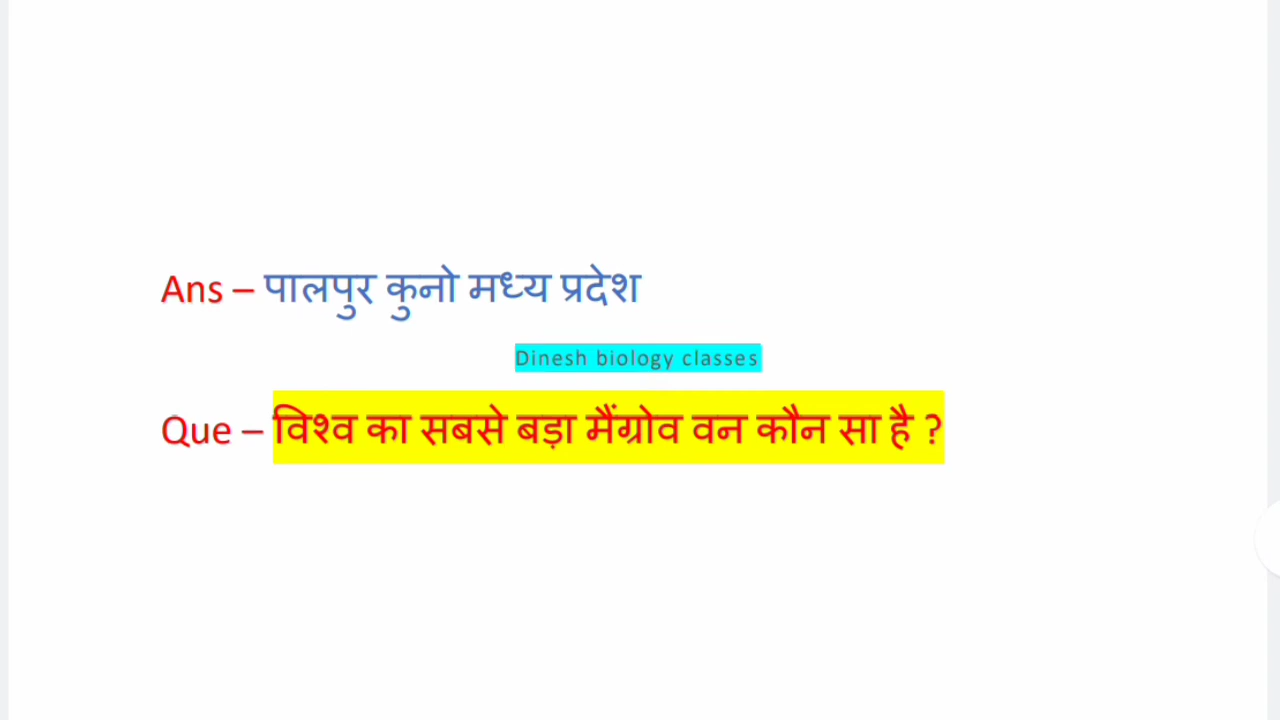 Ans – पालपुर कुनो मध्य प्रदेश
Dinesh biology classes
Que – विश्व का सबसे बड़ा मैंग्रोव वन कौन सा है ?